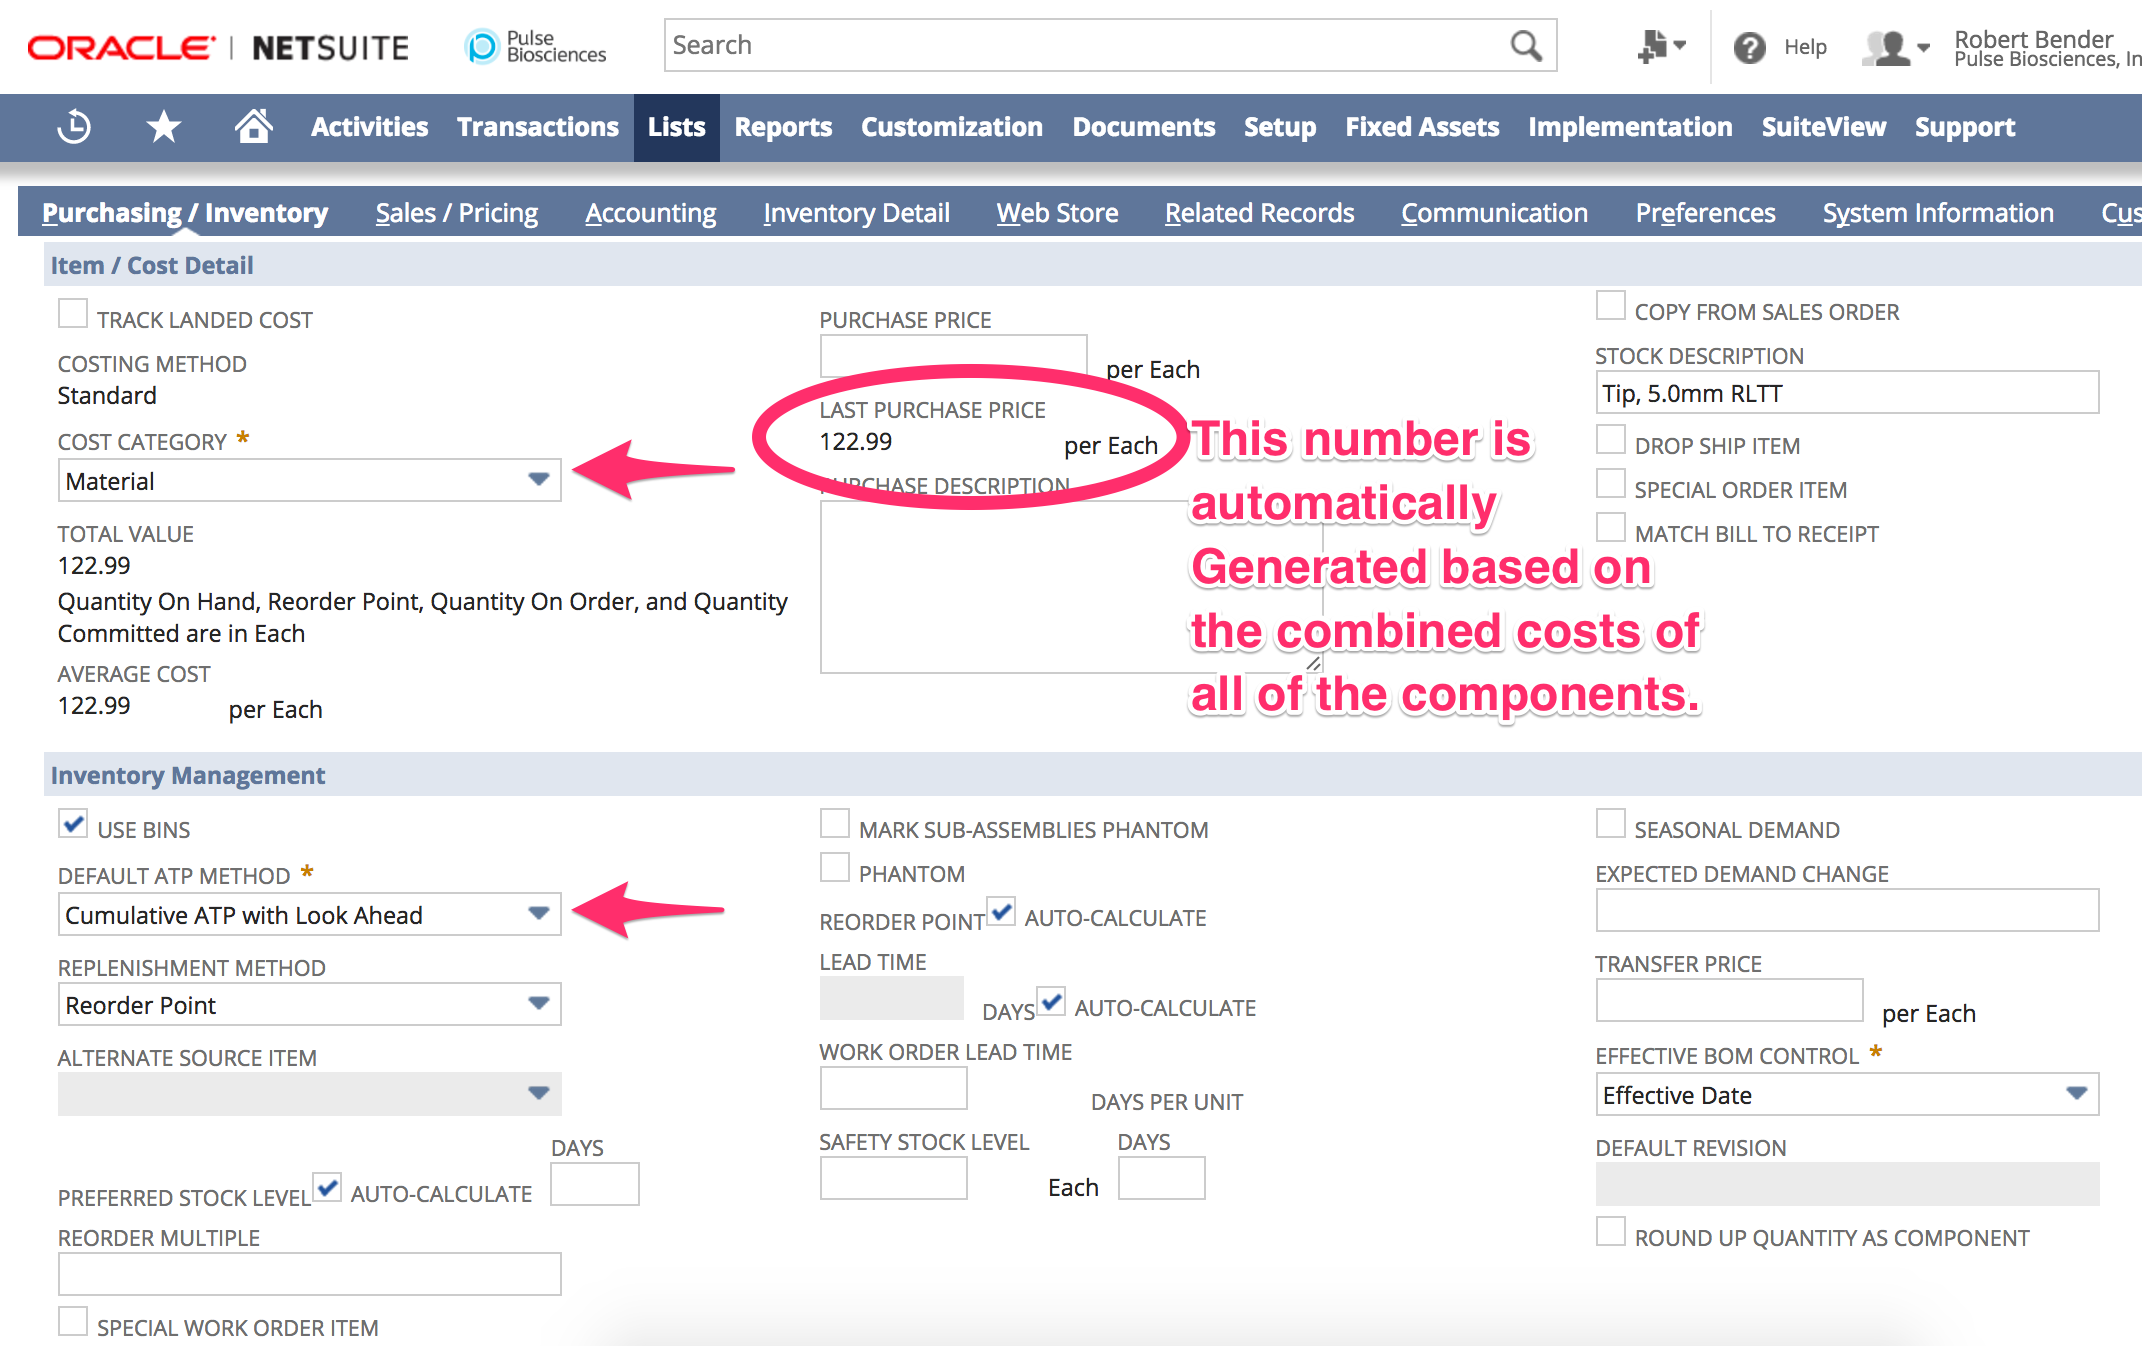 ORACLE | NETSUITE
Pulse
Biosciences
Search
Help
Robert Bender
Pulse Biosciences, In
Activities Transactions Lists Reports Customization Documents Setup Fixed Assets Implementation SuiteView Support
Purchasing / Inventory Sales / Pricing Accounting Inventory Detail Web Store Related Records Communication Preferences System Information Cus
Item / Cost Detail
TRACK LANDED COST
COSTING METHOD
Standard
COST CATEGORY *
Material
TOTAL VALUE
122.99
Quantity On Hand, Reorder Point, Quantity On Order, and Quantity
Committed are in Each
AVERAGE COST
122.99 per Each
PURCHASE PRICE
per Each
LAST PURCHASE PRICE
122.99 per Each
PURCHASE DESCRIPTION
This number is
automatically
Generated based on
the combined costs of
all of the components.
COPY FROM SALES ORDER
STOCK DESCRIPTION
Tip, 5.0mm RLTT
DROP SHIP ITEM
SPECIAL ORDER ITEM
MATCH BILL TO RECEIPT
Inventory Management
USE BINS
DEFAULT ATP METHOD *
Cumulative ATP with Look Ahead
REPLENISHMENT METHOD
Reorder Point
ALTERNATE SOURCE ITEM
DAYS
PREFERRED STOCK LEVEL AUTO-CALCULATE
REORDER MULTIPLE
SPECIAL WORK ORDER ITEM
MARK SUB-ASSEMBLIES PHANTOM
PHANTOM
REORDER POINT AUTO-CALCULATE
LEAD TIME
DAYS AUTO-CALCULATE
WORK ORDER LEAD TIME
DAYS PER UNIT
SAFETY STOCK LEVEL DAYS
Each
SEASONAL DEMAND
EXPECTED DEMAND CHANGE
TRANSFER PRICE
per Each
EFFECTIVE BOM CONTROL *
Effective Date
DEFAULT REVISION
ROUND UP QUANTITY AS COMPONENT